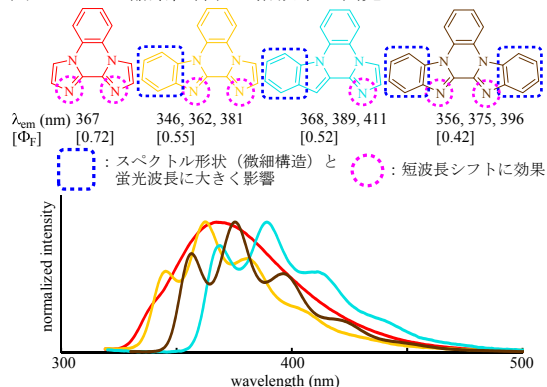 N N N N N N N N
N N N N N N N
λem (nm) 367 346, 362, 381 368, 389, 411 356, 375, 396
[ΦF] [0.72] [0.55] [0.52] [0.42]
：スペクトル形状（微細構造）と
蛍光波長に大きく影響
：短波長シフトに効果
normalized intensity
300 400 500
wavelength (nm)